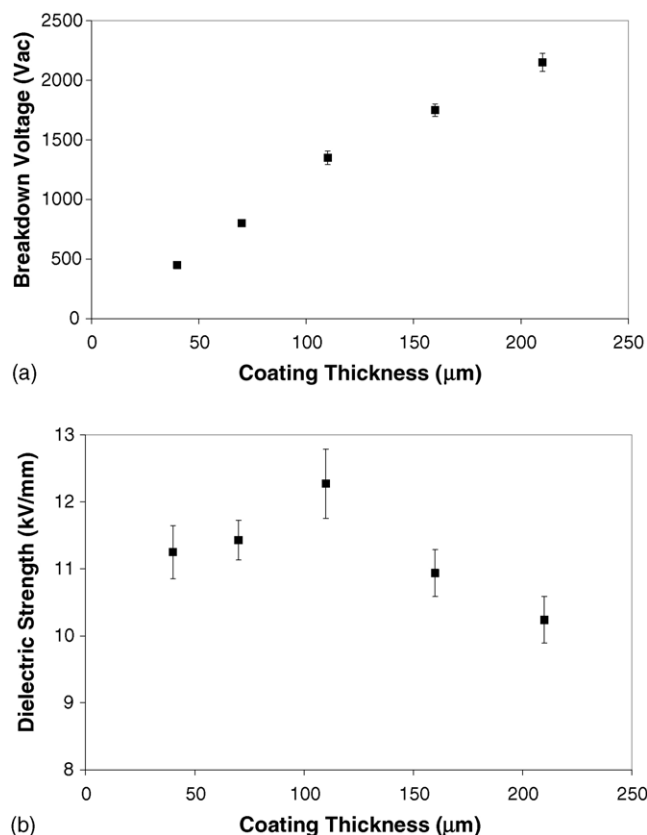 2500
2000
1500
1000
500
0
Breakdown Voltage (Vac)
0 50 100 150 200 250
(a) Coating Thickness (μm)
13
12
11
10
9
8
Dielectric Strength (kV/mm)
0 50 100 150 200 250
(b) Coating Thickness (μm)